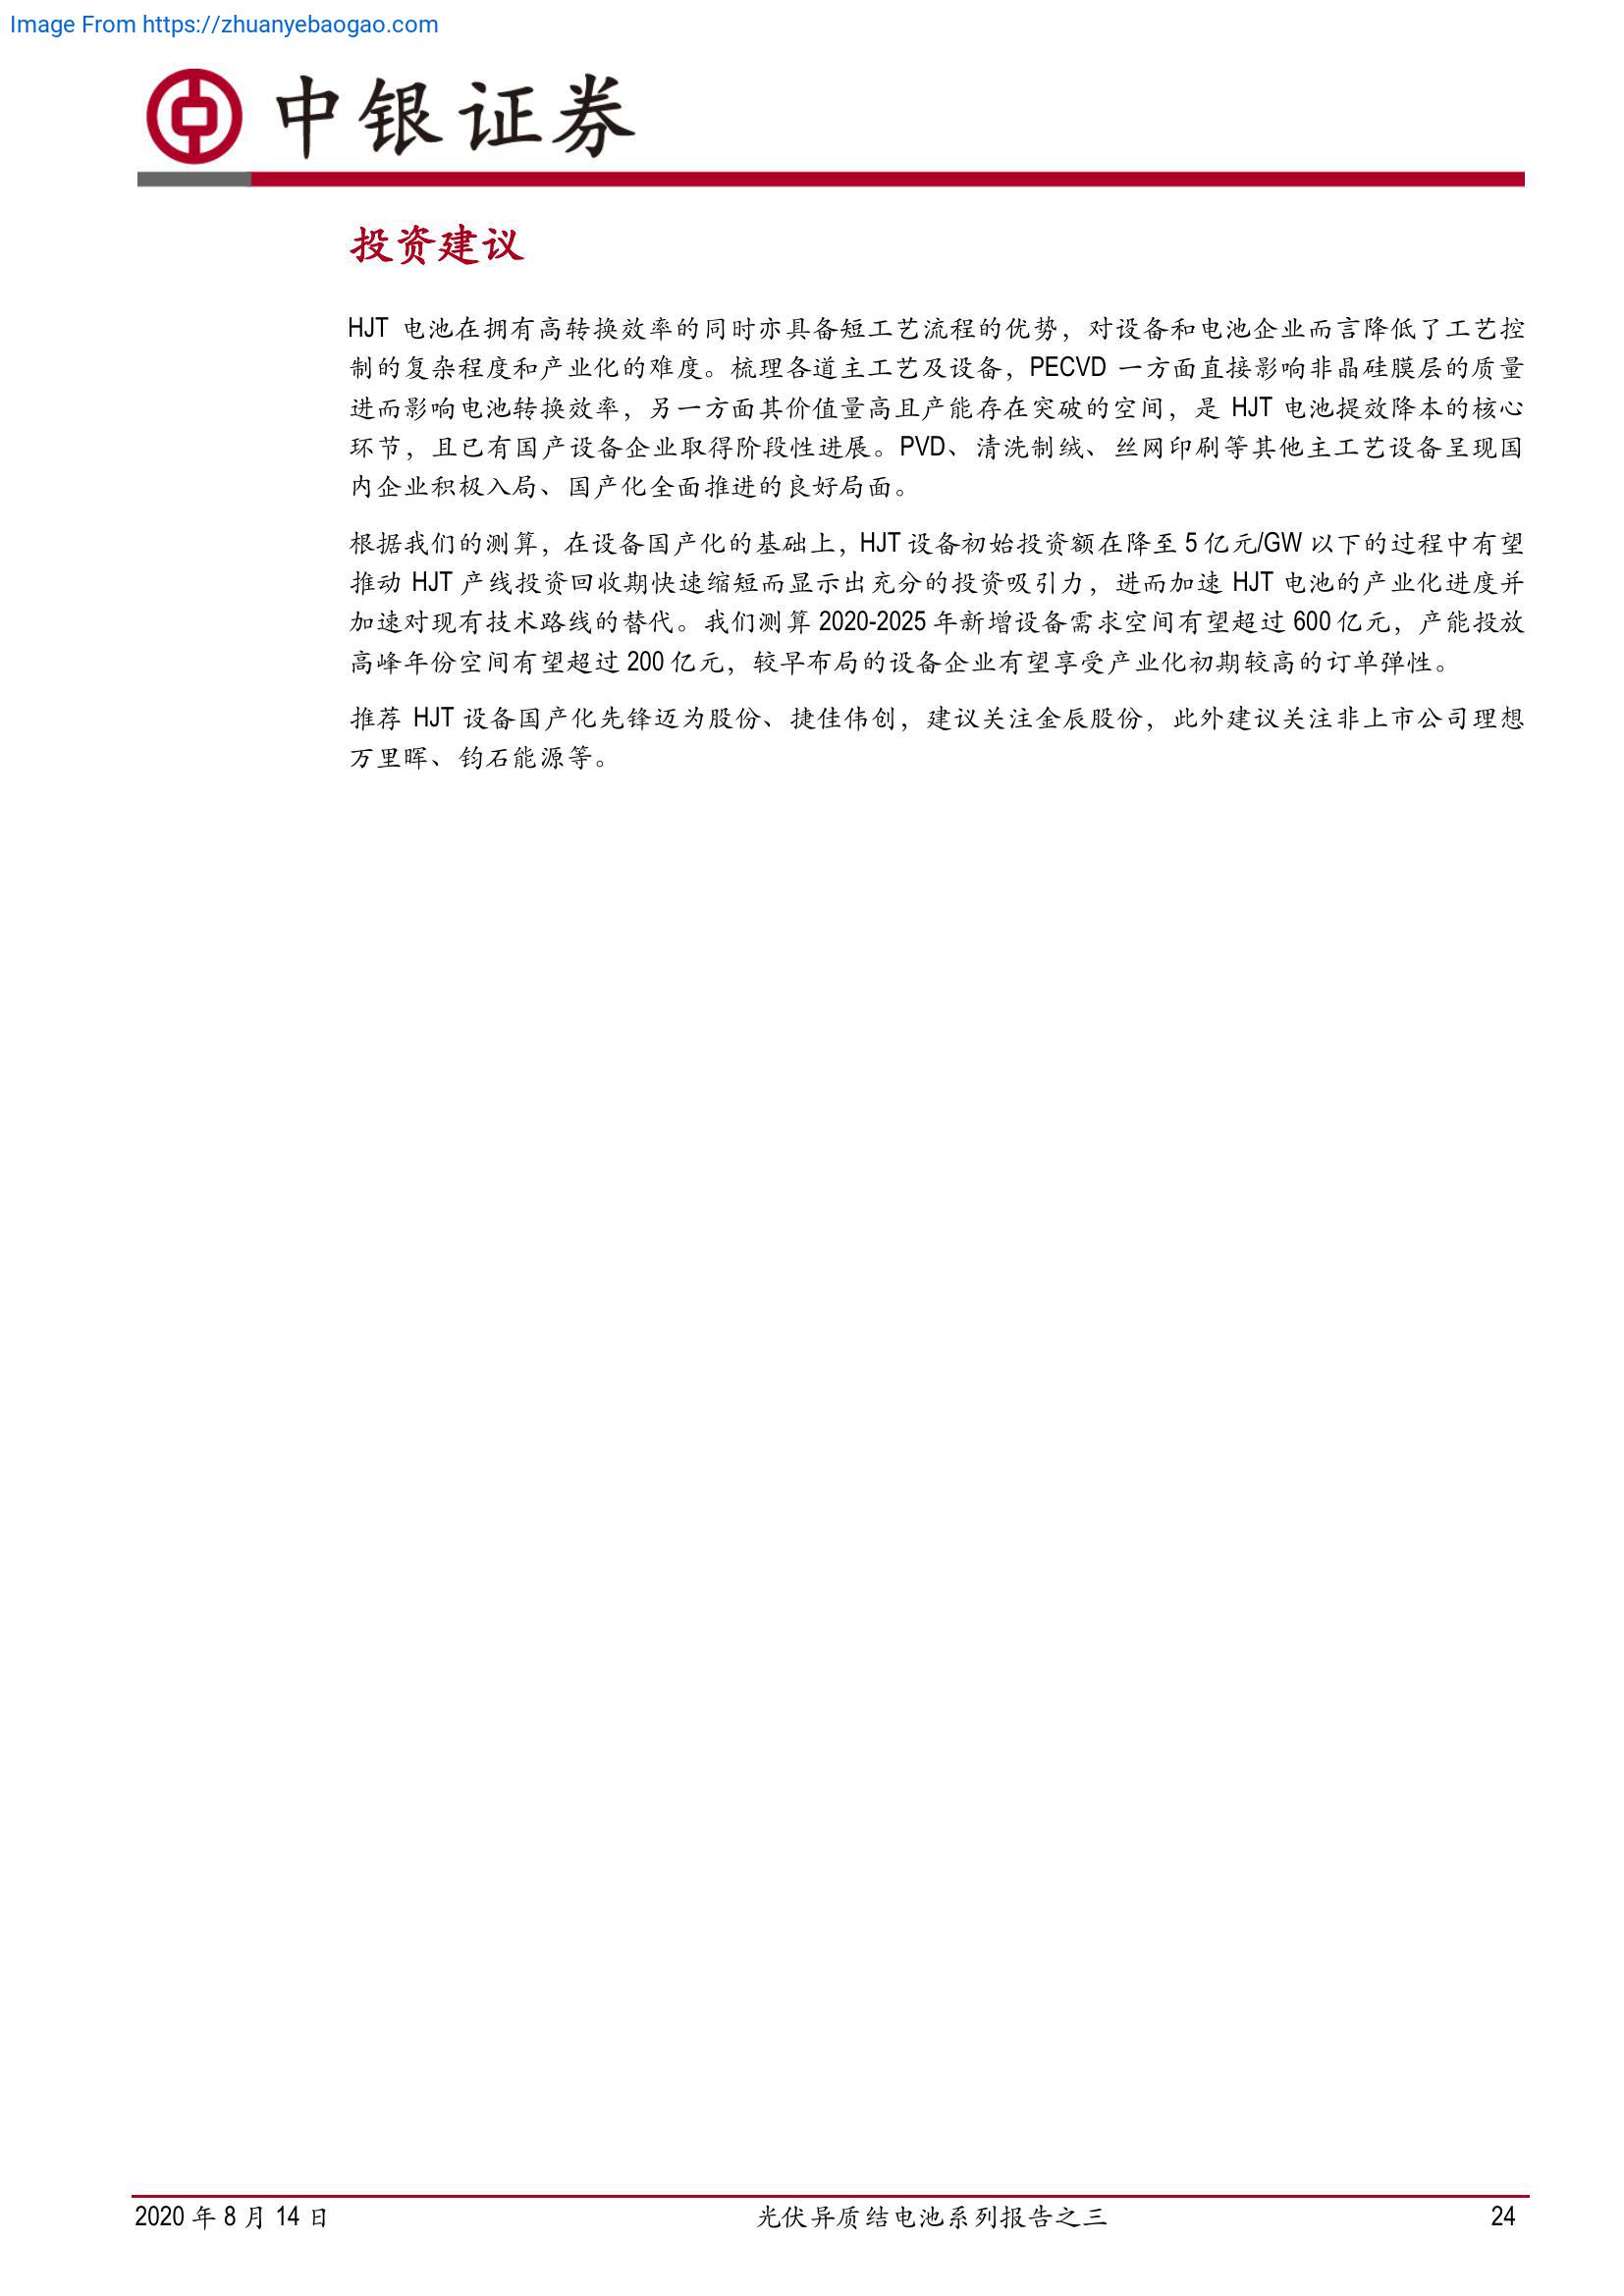 Image From https://zhuanyebaogao.com
中银证券
投资建议
HJT 电池在拥有高转换效率的同时亦具备短工艺流程的优势，对设备和电池企业而言降低了工艺控
制的复杂程度和产业化的难度。梳理各道主工艺及设备，PECVD 一方面直接影响非晶硅膜层的质量
进而影响电池转换效率，另一方面其价值量高且产能存在突破的空间，是 HJT 电池提效降本的核心
环节，且已有国产设备企业取得阶段性进展。PVD、清洗制绒、丝网印刷等其他主工艺设备呈现国
内企业积极入局、国产化全面推进的良好局面。
根据我们的测算，在设备国产化的基础上，HJT 设备初始投资额在降至 5 亿元/GW 以下的过程中有望
推动 HJT 产线投资回收期快速缩短而显示出充分的投资吸引力，进而加速 HJT 电池的产业化进度并
加速对现有技术路线的替代。我们测算 2020-2025 年新增设备需求空间有望超过 600 亿元，产能投放
高峰年份空间有望超过 200 亿元，较早布局的设备企业有望享受产业化初期较高的订单弹性。
推荐 HJT 设备国产化先锋迈为股份、捷佳伟创，建议关注金辰股份，此外建议关注非上市公司理想
万里晖、钧石能源等。
2020 年 8 月 14 日 光伏异质结电池系列报告之三 24